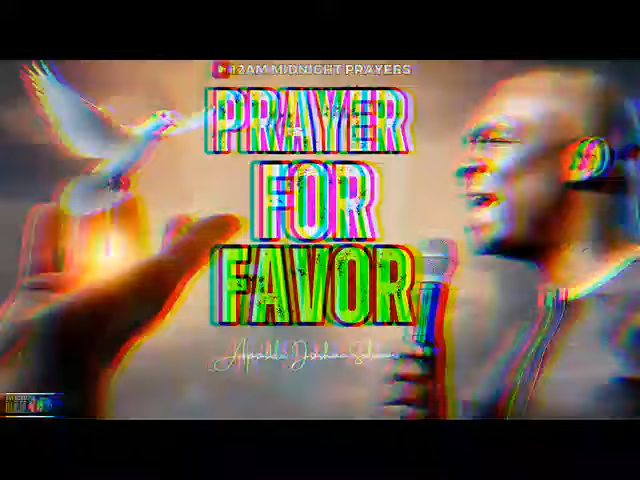 12AM MIDNIGHT PRAYERS
PRAYER
FOR
FAVOR
Apostle Joshua Selman